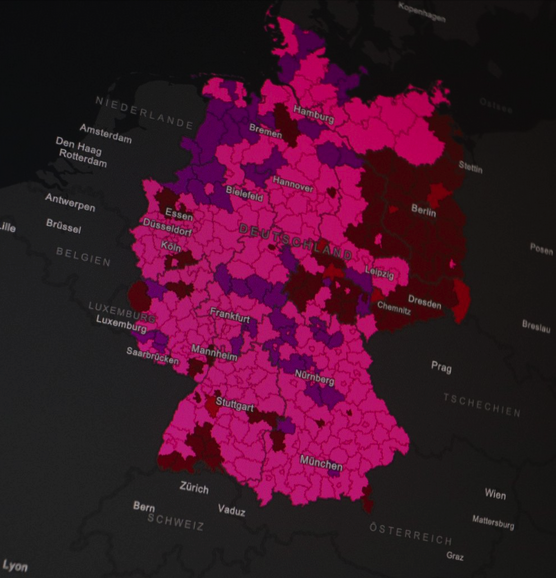 Kopenhagen
Ostsee
NIEDERLANDE
Hamburg
Amsterdam
Bremen
Den Haag
Rotterdam
Stettin
Hannover
Bielefeld
Antwerpen
Essen
Berlin
Lille
Brüssel
Düsseldorf
DEUTSCHLAND
Köln
Posen
BELGIEN
Leipzig
Dresden
Chemnitz
LUXEMBURG
Luxemburg
Frankfurt
Breslau
Saarbrücken
Mannheim
Prag
Nürnberg
TSCHECHIEN
Stuttgart
München
Zürich
Wien
Bern
Vaduz
SCHWEIZ
Mattersburg
ÖSTERREICH
Graz
Lyon